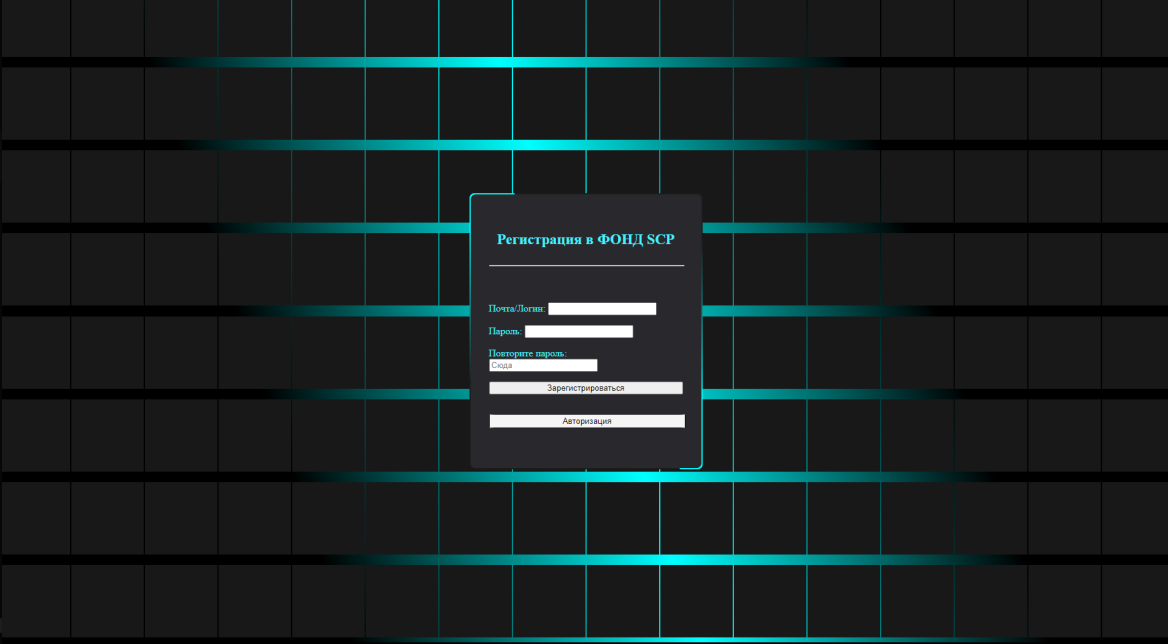 Регистрация в ФОНД SCP
Почта/Логин:
Пароль:
Повторите пароль:
Сюда
Зарегистрироваться
Авторизация